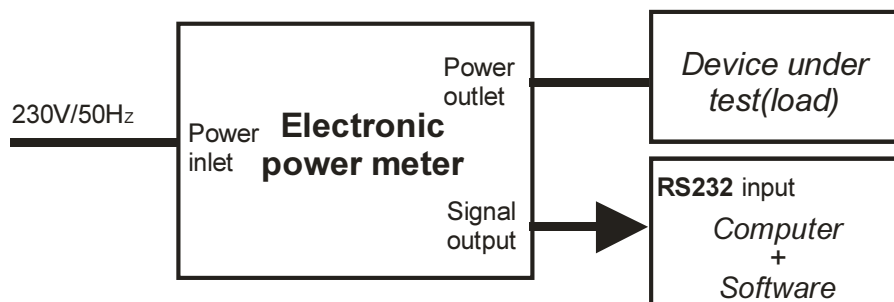 230V/50Hz
Power
inlet
Electronic
power meter
Power
outlet
Signal
output
Device under
test(load)
RS232 input
Computer
+
Software